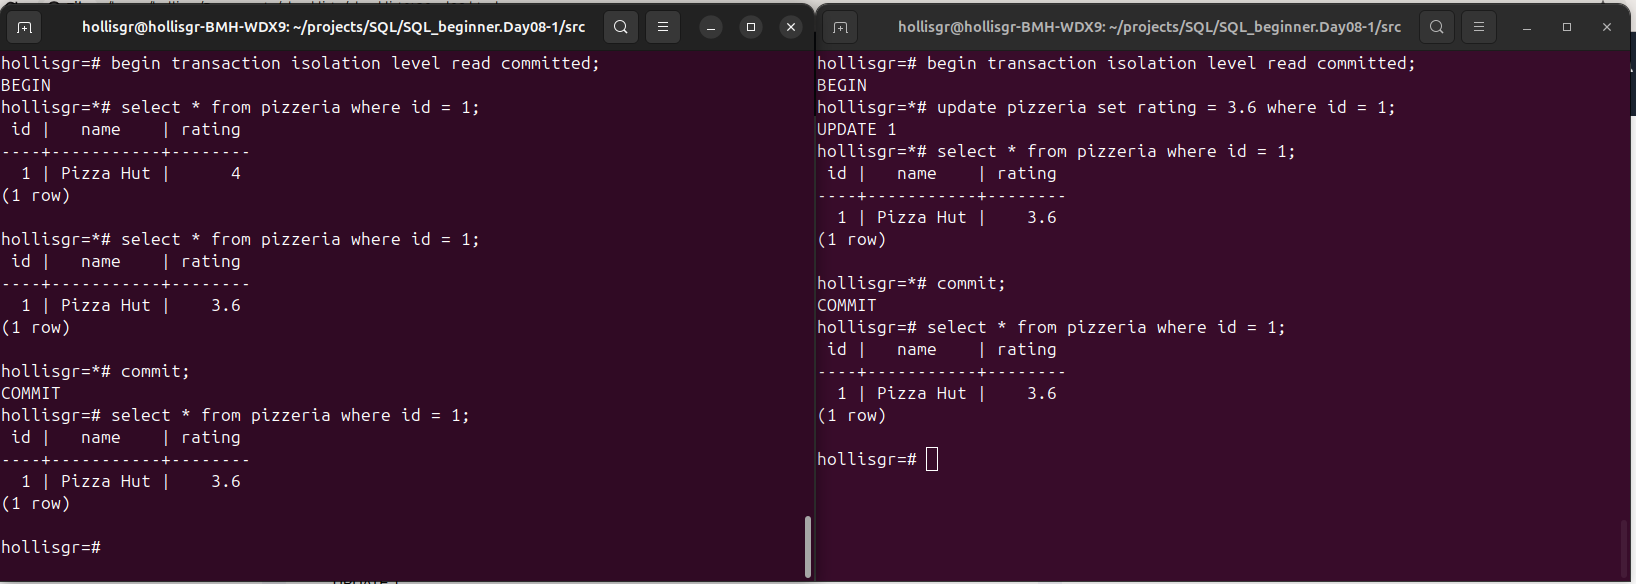 hollisgr@hollisgr-BMH-WDX9: ~/projects/SQL/SQL_beginner.Day08-1/src
hollisgr=# begin transaction isolation level read committed;
BEGIN
hollisgr=*# select * from pizzeria where id = 1;
 id |   name    | rating
----+-----------+--------
  1 | Pizza Hut |      4
(1 row)

hollisgr=*# select * from pizzeria where id = 1;
 id |   name    | rating
----+-----------+--------
  1 | Pizza Hut |    3.6
(1 row)

hollisgr=*# commit;
COMMIT
hollisgr=# select * from pizzeria where id = 1;
 id |   name    | rating
----+-----------+--------
  1 | Pizza Hut |    3.6
(1 row)

hollisgr=#
hollisgr@hollisgr-BMH-WDX9: ~/projects/SQL/SQL_beginner.Day08-1/src
hollisgr=# begin transaction isolation level read committed;
BEGIN
hollisgr=*# update pizzeria set rating = 3.6 where id = 1;
UPDATE 1
hollisgr=*# select * from pizzeria where id = 1;
 id |   name    | rating
----+-----------+--------
  1 | Pizza Hut |    3.6
(1 row)

hollisgr=*# commit;
COMMIT
hollisgr=# select * from pizzeria where id = 1;
 id |   name    | rating
----+-----------+--------
  1 | Pizza Hut |    3.6
(1 row)

hollisgr=#